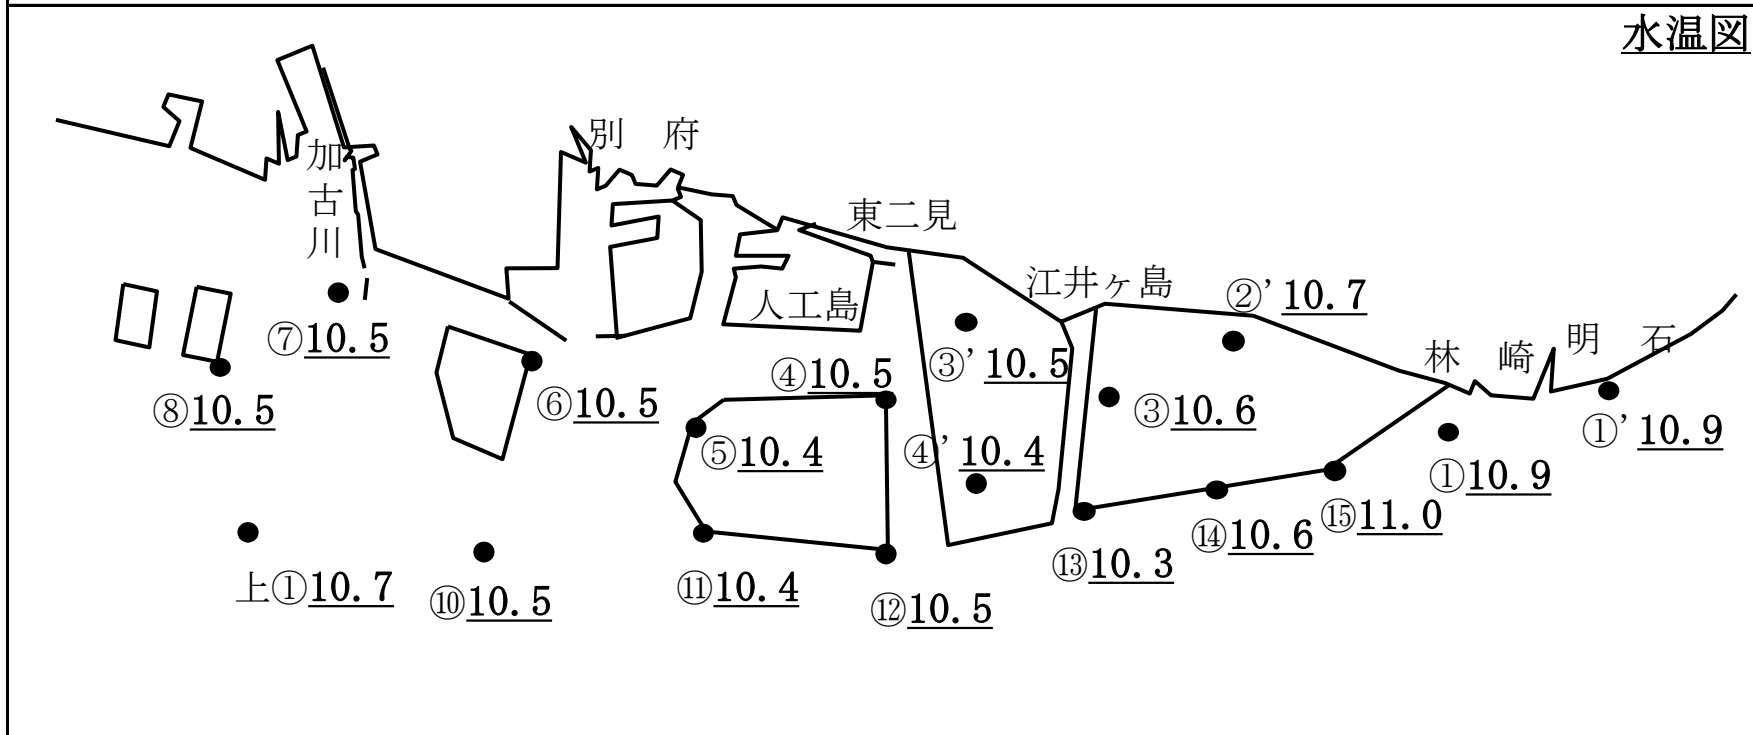 水温図
別 府
加古川
東二見
江井ヶ島
②' 10.7
人工島
林 崎 明 石
⑦10.5
③' 10.5
④10.5
⑧10.5
⑥10.5
③10.6
①' 10.9
⑤10.4
④' 10.4
①10.9
⑮11.0
⑭10.6
⑬10.3
上①10.7
⑩10.5
⑪10.4
⑫10.5